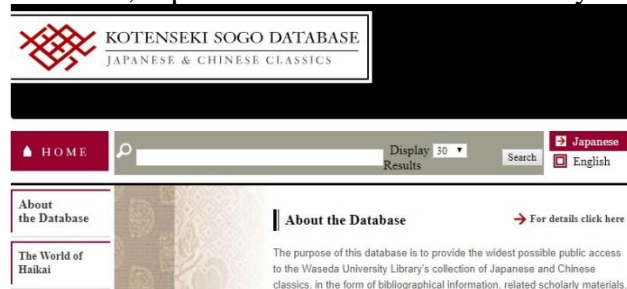 KOTENSEKI SOGO DATABASE
JAPANESE & CHINESE CLASSICS
HOME
Display 30
Results
Search
Japanese
English
About
the Database
The World of
Haikai
About the Database
For details click here
The purpose of this database is to provide the widest possible public access
to the Waseda University Library's collection of Japanese and Chinese
classics, in the form of bibliographical information, related scholarly materials,